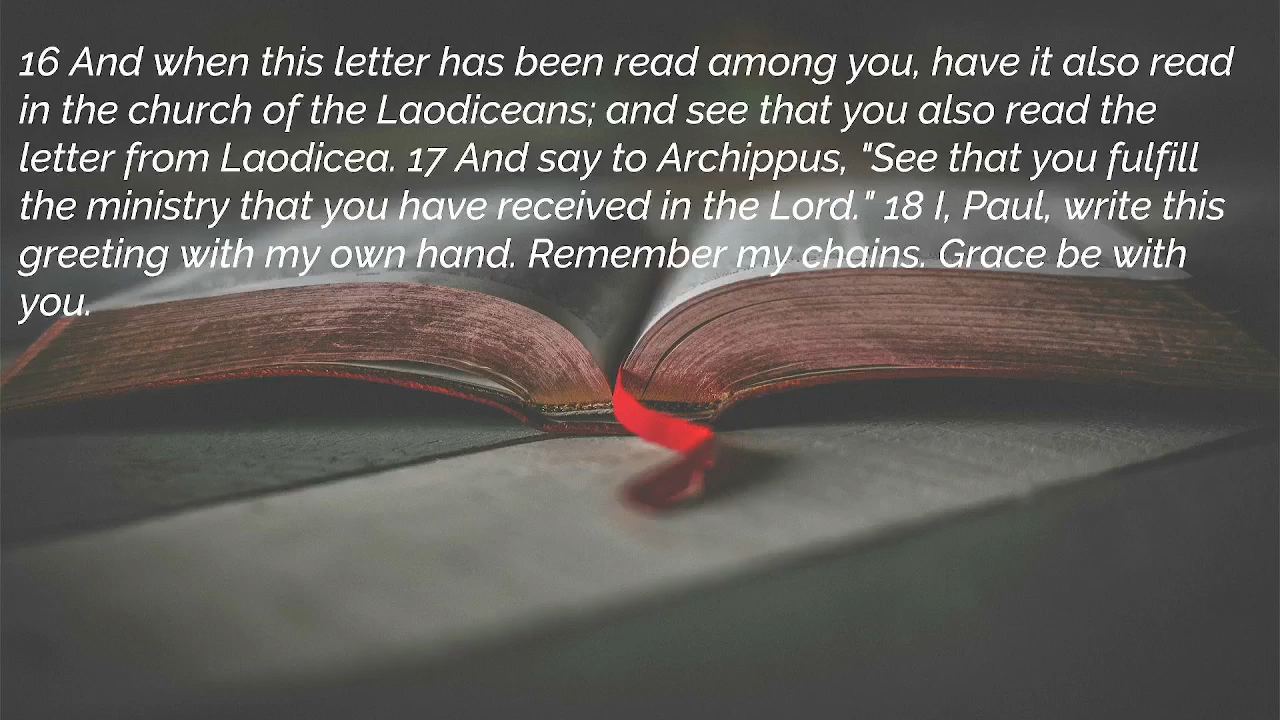 16 And when this letter has been read among you, have it also read
in the church of the Laodiceans; and see that you also read the
letter from Laodicea. 17 And say to Archippus, "See that you fulfill
the ministry that you have received in the Lord." 18 I, Paul, write this
greeting with my own hand. Remember my chains. Grace be with
you.